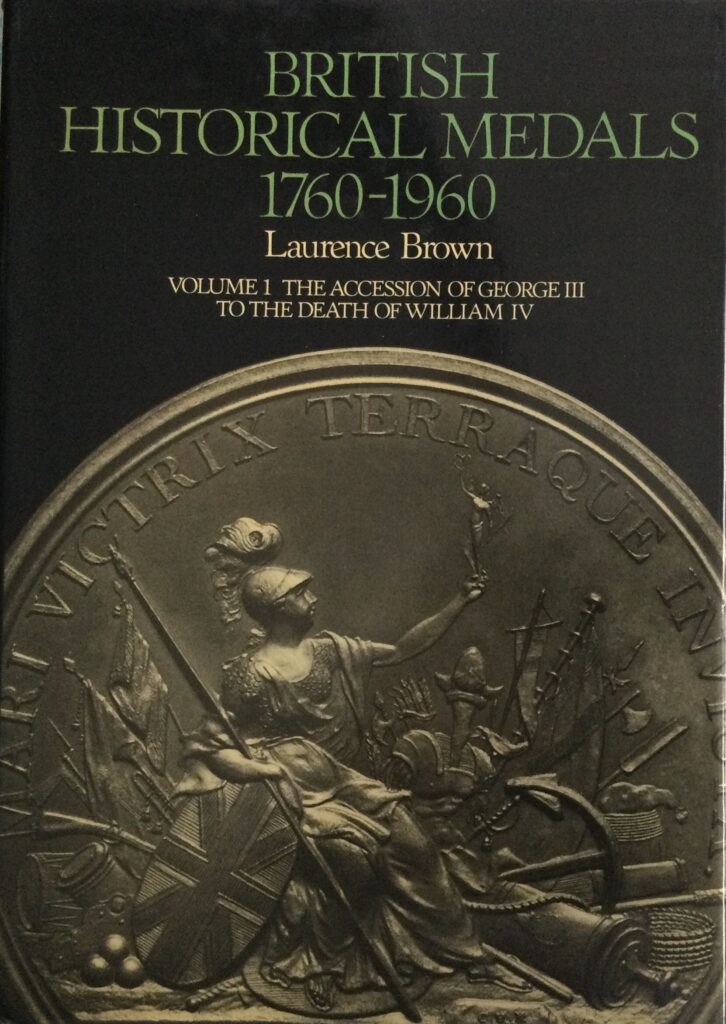 BRITISH
HISTORICAL MEDALS
1760-1960
Laurence Brown
VOLUME 1 THE ACCESSION OF GEORGE III
TO THE DEATH OF WILLIAM IV
MARI VICTRIX TERRAQUE INVICTA